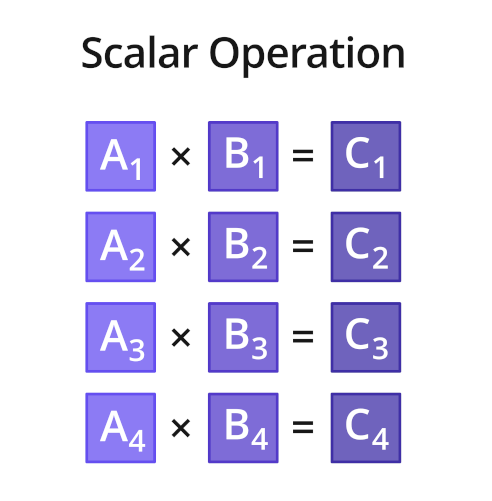 Scalar Operation
A₁ × B₁ = C₁
A₂ × B₂ = C₂
A₃ × B₃ = C₃
A₄ × B₄ = C₄